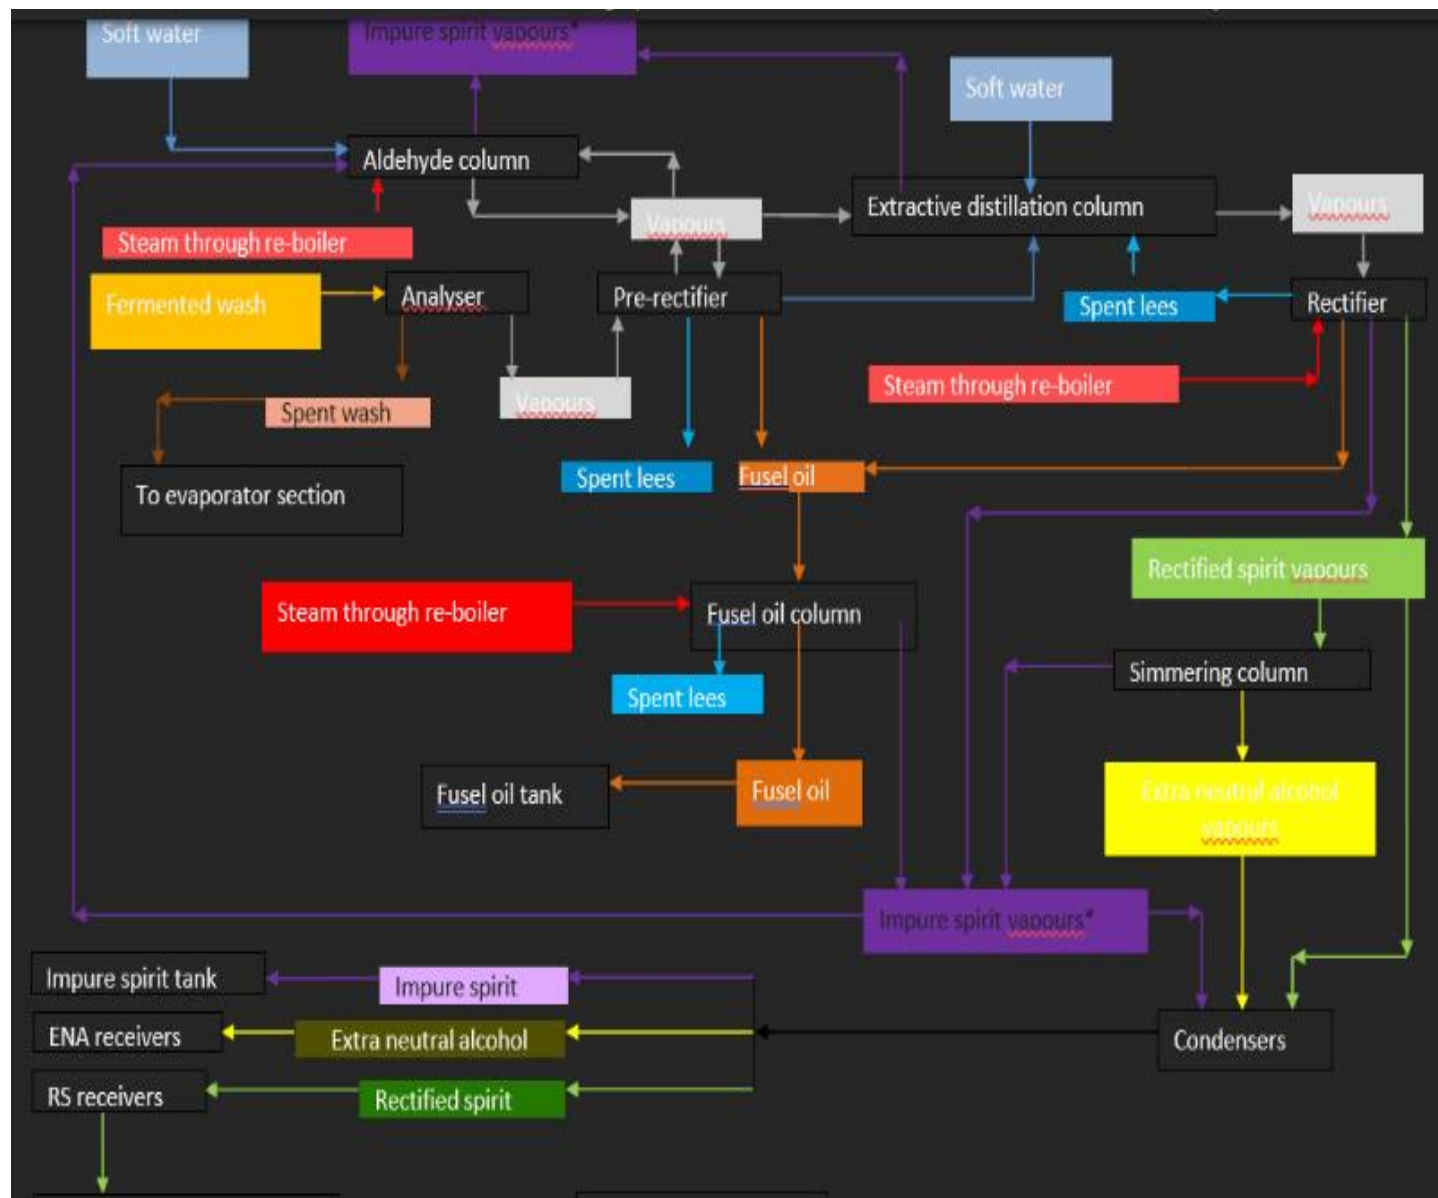 Soft water
Impure spirit vapours*
Soft water
Aldehyde column
Extractive distillation column
Vapours
Vapours
Steam through re-boiler
Fermented wash
Analyser
Pre-rectifier
Spent lees
Rectifier
Steam through re-boiler
Vapours
Spent wash
Spent lees
Fusel oil
To evaporator section
Rectified spirit vapours
Steam through re-boiler
Fusel oil column
Simmering column
Spent lees
Fusel oil tank
Fusel oil
Extra neutral alcohol
vapours
Impure spirit vapours*
Impure spirit tank
Impure spirit
ENA receivers
Extra neutral alcohol
Condensers
RS receivers
Rectified spirit